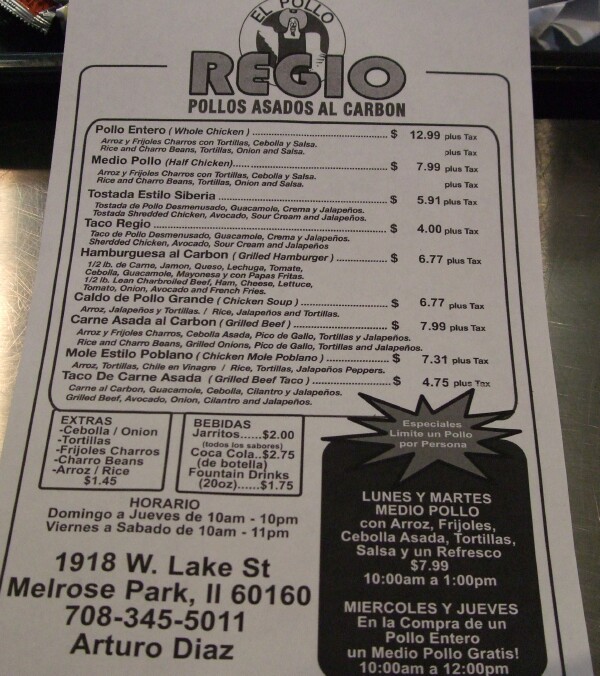 EL POLLO
REGIO
POLLOS ASADOS AL CARBON
Pollo Entero ( Whole Chicken ) ........ $ 12.99 plus Tax
Arroz y Frijoles Charros con Tortillas, Cebolla y Salsa. plus Tax
Rice and Charro Beans, Tortillas, Onion and Salsa.
Medio Pollo (Half Chicken)........ $ 7.99 plus Tax
Arroz y Frijoles Charros con Tortillas, Cebolla y Salsa.
Rice and Charro Beans, Tortillas, Onion and Salsa. plus Tax
Tostada Estilo Siberia ........ $ 5.91 plus Tax
Tostada de Pollo Desmenusado, Guacamole, Crema y Jalapeños.
Tostada Shredded Chicken, Avocado, Sour Cream and Jalapeños.
Taco Regio ........ $ 4.00 plus Tax
Taco de Pollo Desmenusado, Guacamole, Crema y Jalapeños.
Sherdded Chicken, Avocado, Sour Cream and Jalapeños
Hamburguesa al Carbon ( Grilled Hamburger ) ........ $ 6.77 plus Tax
1/2 lb. de Carne, Jamon, Queso, Lechuga, Tomate,
Cebolla, Guacamole, Mayonesa y con Papas Fritas.
1/2 lb. Lean Charbroiled Beef, Ham, Cheese, Lettuce,
Tomato, Onion, Avocado and French Fries.
Caldo de Pollo Grande ( Chicken Soup ) ........ $ 6.77 plus Tax
Arroz, Jalapeños y Tortillas. / Rice, Jalapeños and Tortillas.
Carne Asada al Carbon ( Grilled Beef ) ........ $ 7.99 plus Tax
Arroz y Frijoles Charros, Cebolla Asada, Pico de Gallo, Tortillas y Jalapeños.
Rice and Charro Beans, Grilled Onions, Pico de Gallo, Tortillas and Jalapeños.
Mole Estilo Poblano ( Chicken Mole Poblano ) ........ $ 7.31 plus Tax
Arroz, Tortillas, Chile en Vinagre / Rice, Tortillas, Jalapeños Peppers.
Taco De Carne Asada ( Grilled Beef Taco ) ........ $ 4.75 plus Tax
Carne al Carbon, Guacamole, Cebolla, Cilantro y Jalapeños.
Grilled Beef, Avocado, Onion, Cilantro and Jalapeños.
EXTRAS
-Cebolla / Onion
-Tortillas
-Frijoles Charros
-Charro Beans
-Arroz / Rice
$1.45
BEBIDAS
Jarritos......$2.00
(todos los sabores)
Coca Cola..$2.75
(de botella)
Fountain Drinks
(20oz)......$1.75
HORARIO
Domingo a Jueves de 10am - 10pm
Viernes a Sabado de 10am - 11pm
1918 W. Lake St
Melrose Park, Il 60160
708-345-5011
Arturo Diaz
Especiales
Limite un Pollo
por Persona
LUNES Y MARTES
MEDIO POLLO
con Arroz, Frijoles,
Cebolla Asada, Tortillas,
Salsa y un Refresco
$7.99
10:00am a 1:00pm
MIERCOLES Y JUEVES
En la Compra de un
Pollo Entero
un Medio Pollo Gratis!
10:00am a 12:00pm